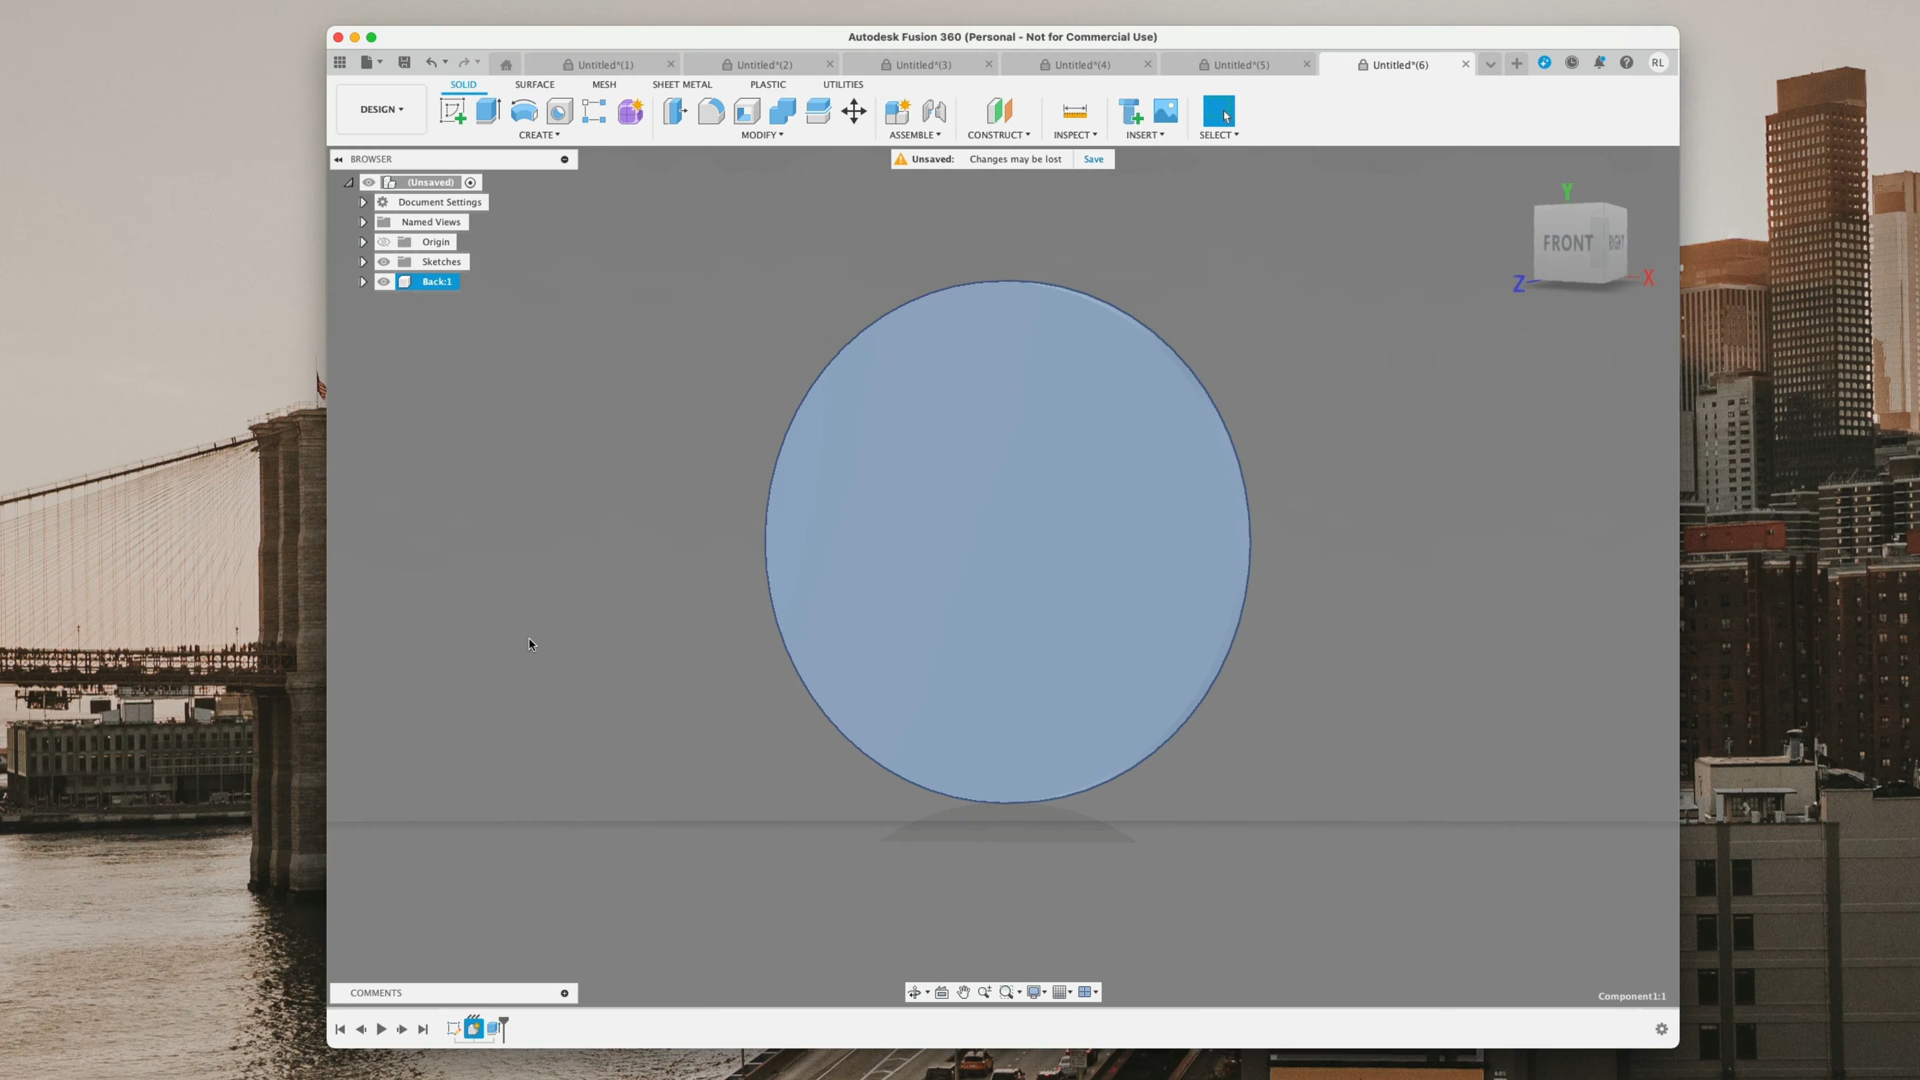 Autodesk Fusion 360 (Personal - Not for Commercial Use)
Untitled*(1)
Untitled*(2)
Untitled*(3)
Untitled*(4)
Untitled*(5)
Untitled*(6)
RL
SOLID
SURFACE
MESH
SHEET METAL
PLASTIC
UTILITIES
DESIGN
CREATE
MODIFY
ASSEMBLE
CONSTRUCT
INSPECT
INSERT
SELECT
BROWSER
Unsaved: Changes may be lost Save
(Unsaved)
Document Settings
Named Views
Origin
Sketches
Back:1
Y
FRONT
RIGHT
Z
X
COMMENTS
Component1:1